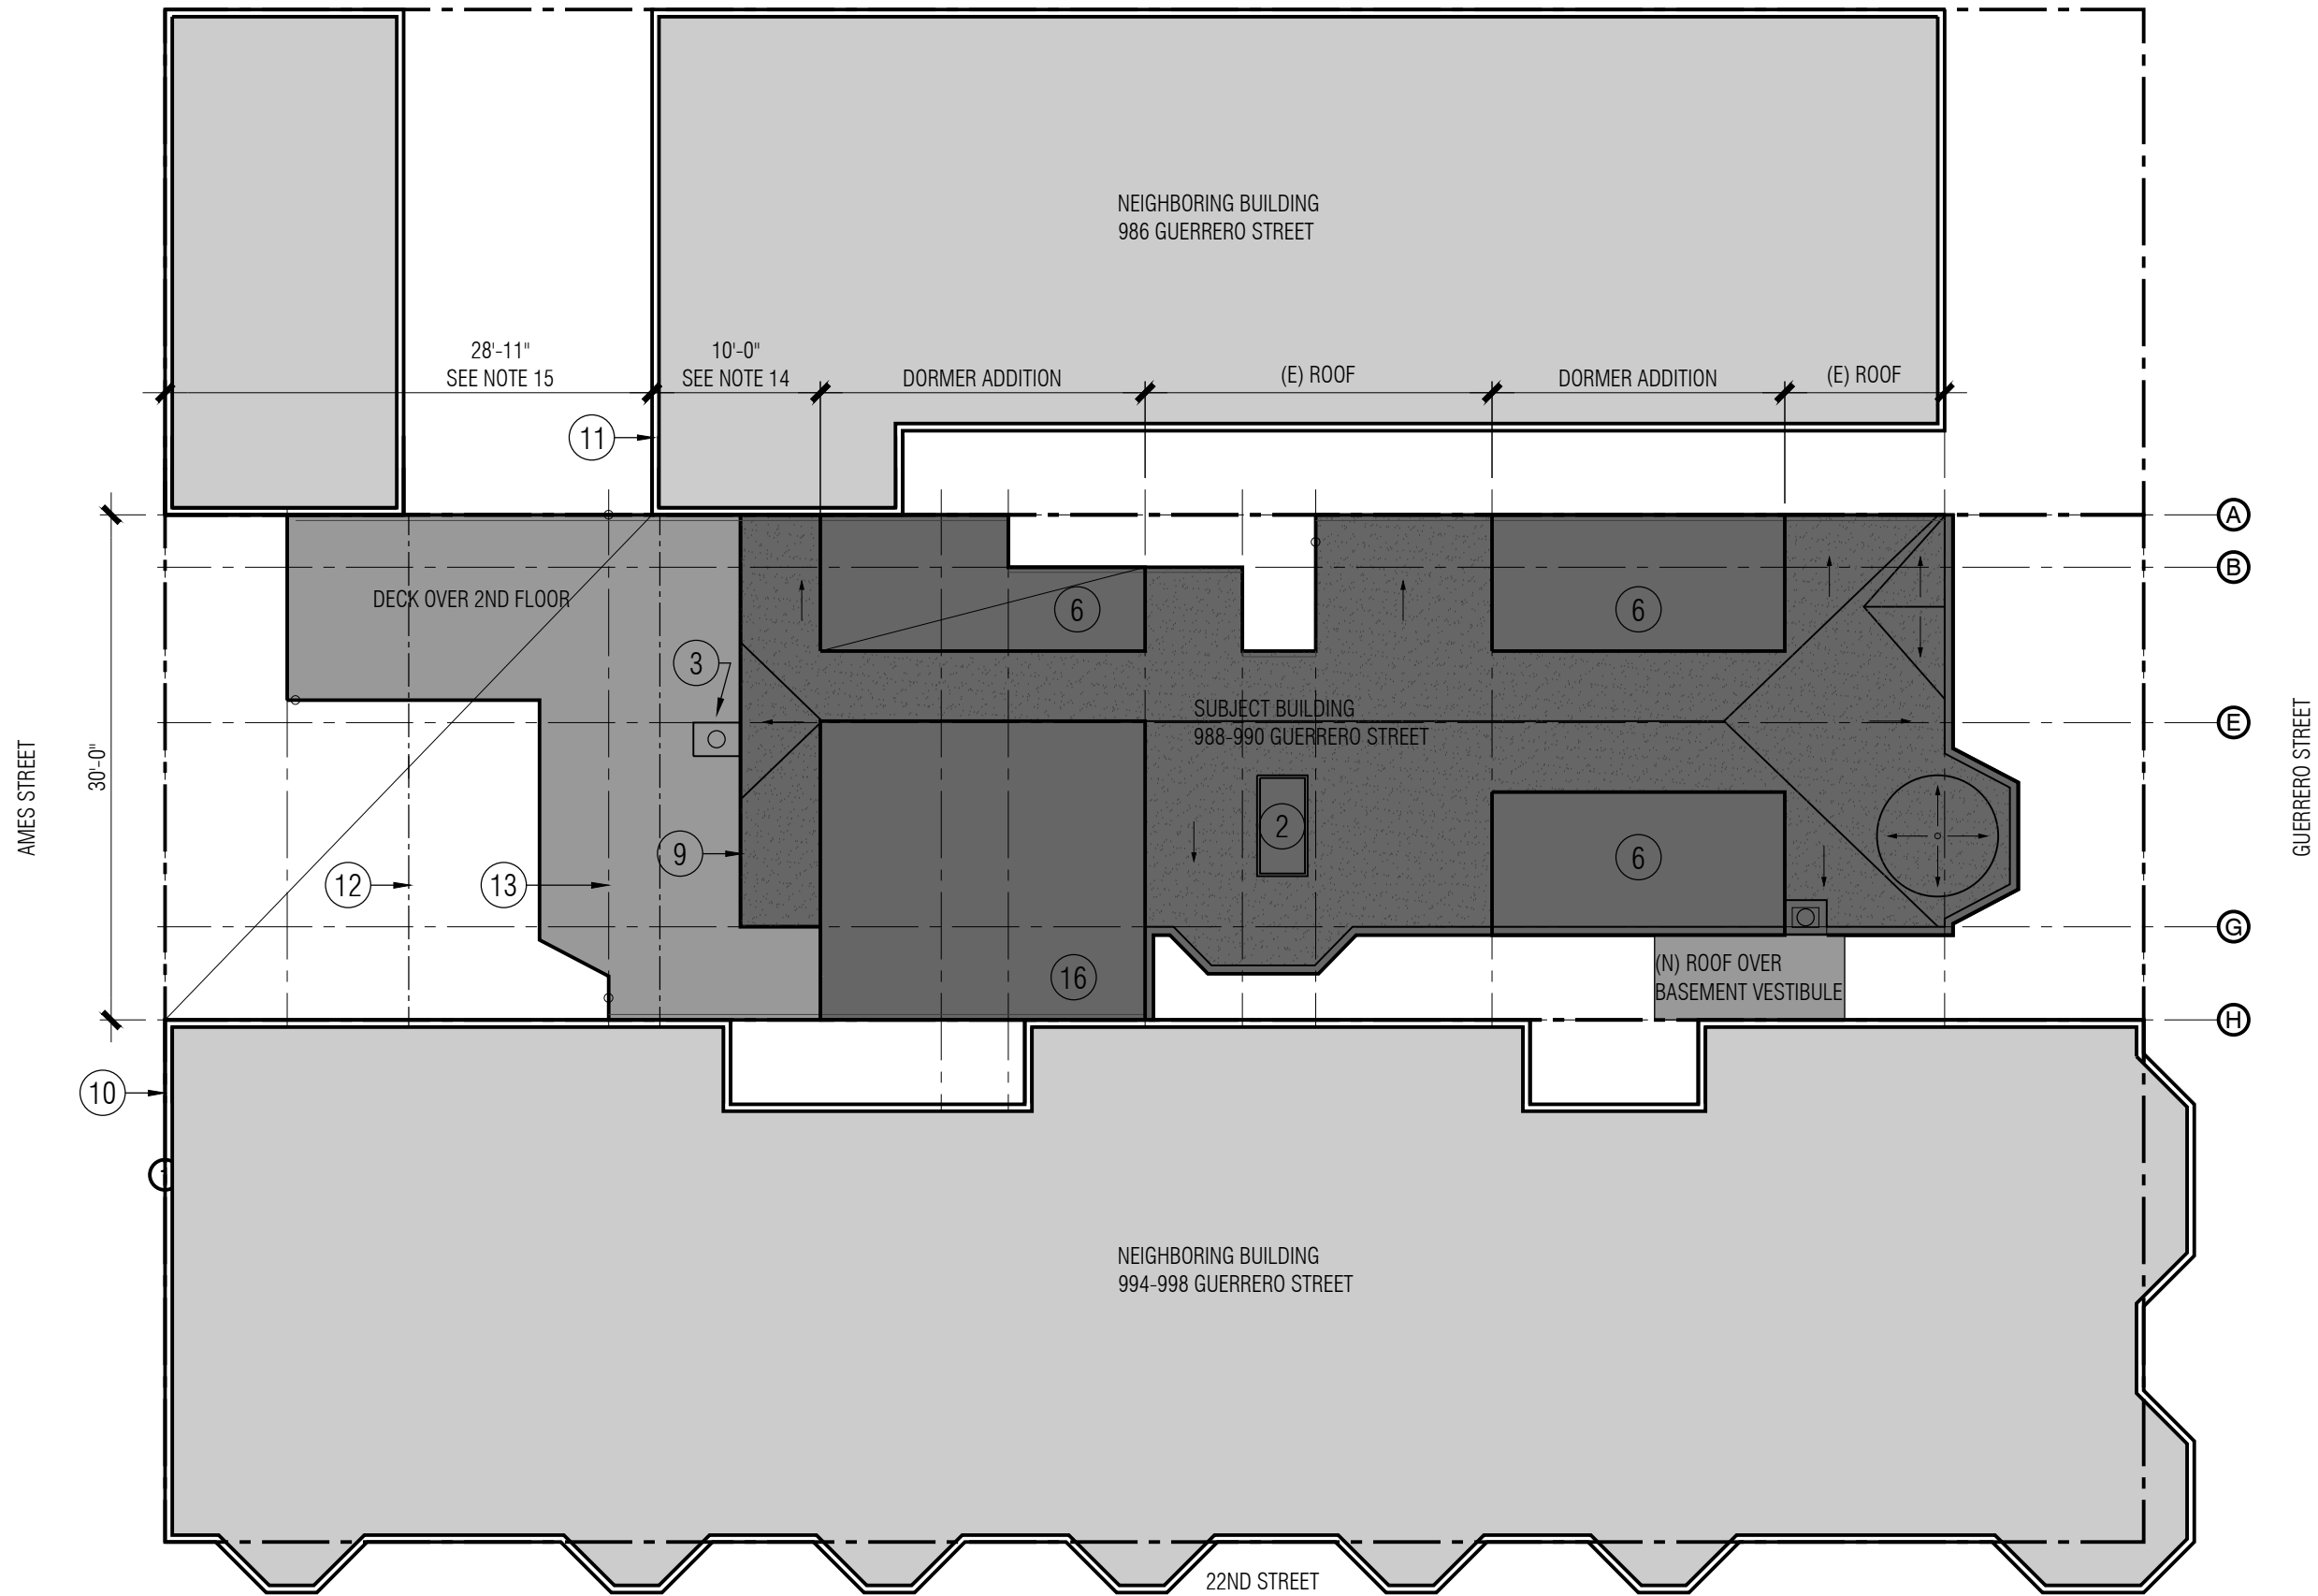 NEIGHBORING BUILDING
986 GUERRERO STREET
28'-11"
SEE NOTE 15
10'-0"
SEE NOTE 14
DORMER ADDITION
(E) ROOF
DORMER ADDITION
(E) ROOF
11
A
B
DECK OVER 2ND FLOOR
6
6
3
SUBJECT BUILDING
988-990 GUERRERO STREET
E
AMES STREET
30'-0"
GUERRERO STREET
2
9
6
12
13
G
16
(N) ROOF OVER
BASEMENT VESTIBULE
H
10
NEIGHBORING BUILDING
994-998 GUERRERO STREET
22ND STREET